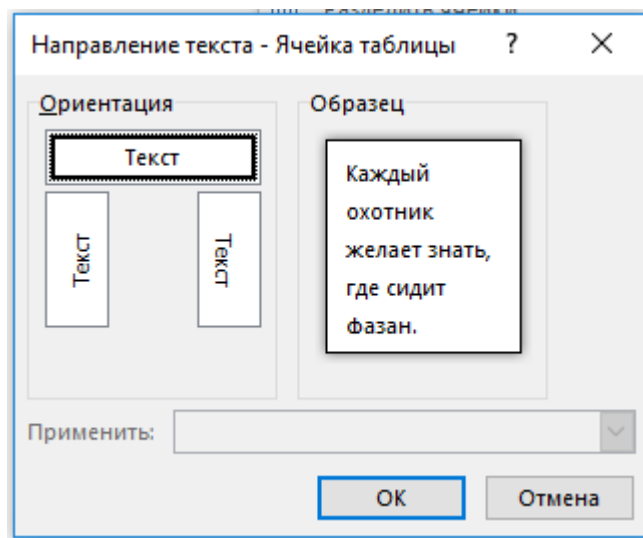 Направление текста - Ячейка таблицы ?
Ориентация
Образец
Текст
Текст
Текст
Каждый
охотник
желает знать,
где сидит
фазан.
Применить:
ОК
Отмена